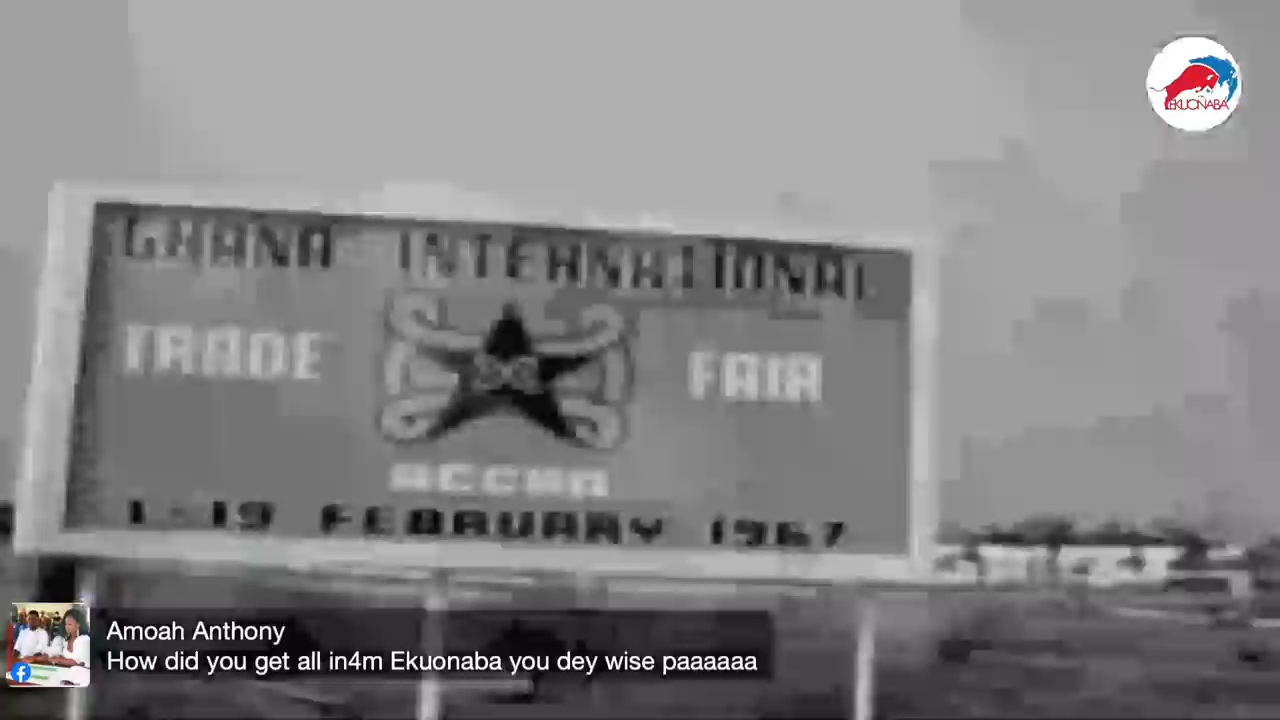 EKUONABA
GHANA INTERNATIONAL
TRADE FAIR
ACCRA
1-19 FEBRUARY 1967
Amoah Anthony
How did you get all in4m Ekuonaba you dey wise paaaaaa